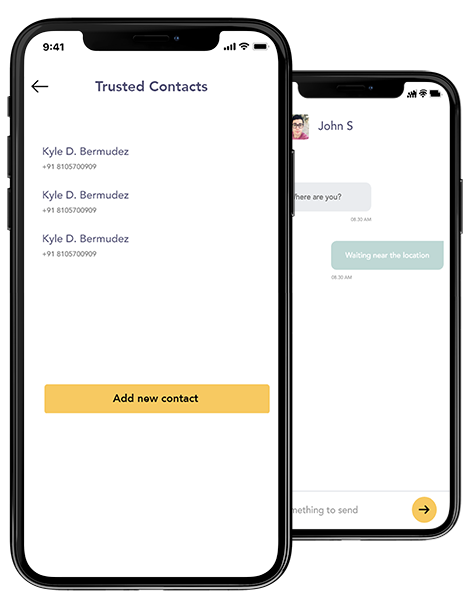 9:41
Trusted Contacts
Kyle D. Bermudez
+91 8105700909
Kyle D. Bermudez
+91 8105700909
Kyle D. Bermudez
+91 8105700909
Add new contact
John S
here are you?
08:30 AM
Waiting near the location
08:30 AM
mething to send